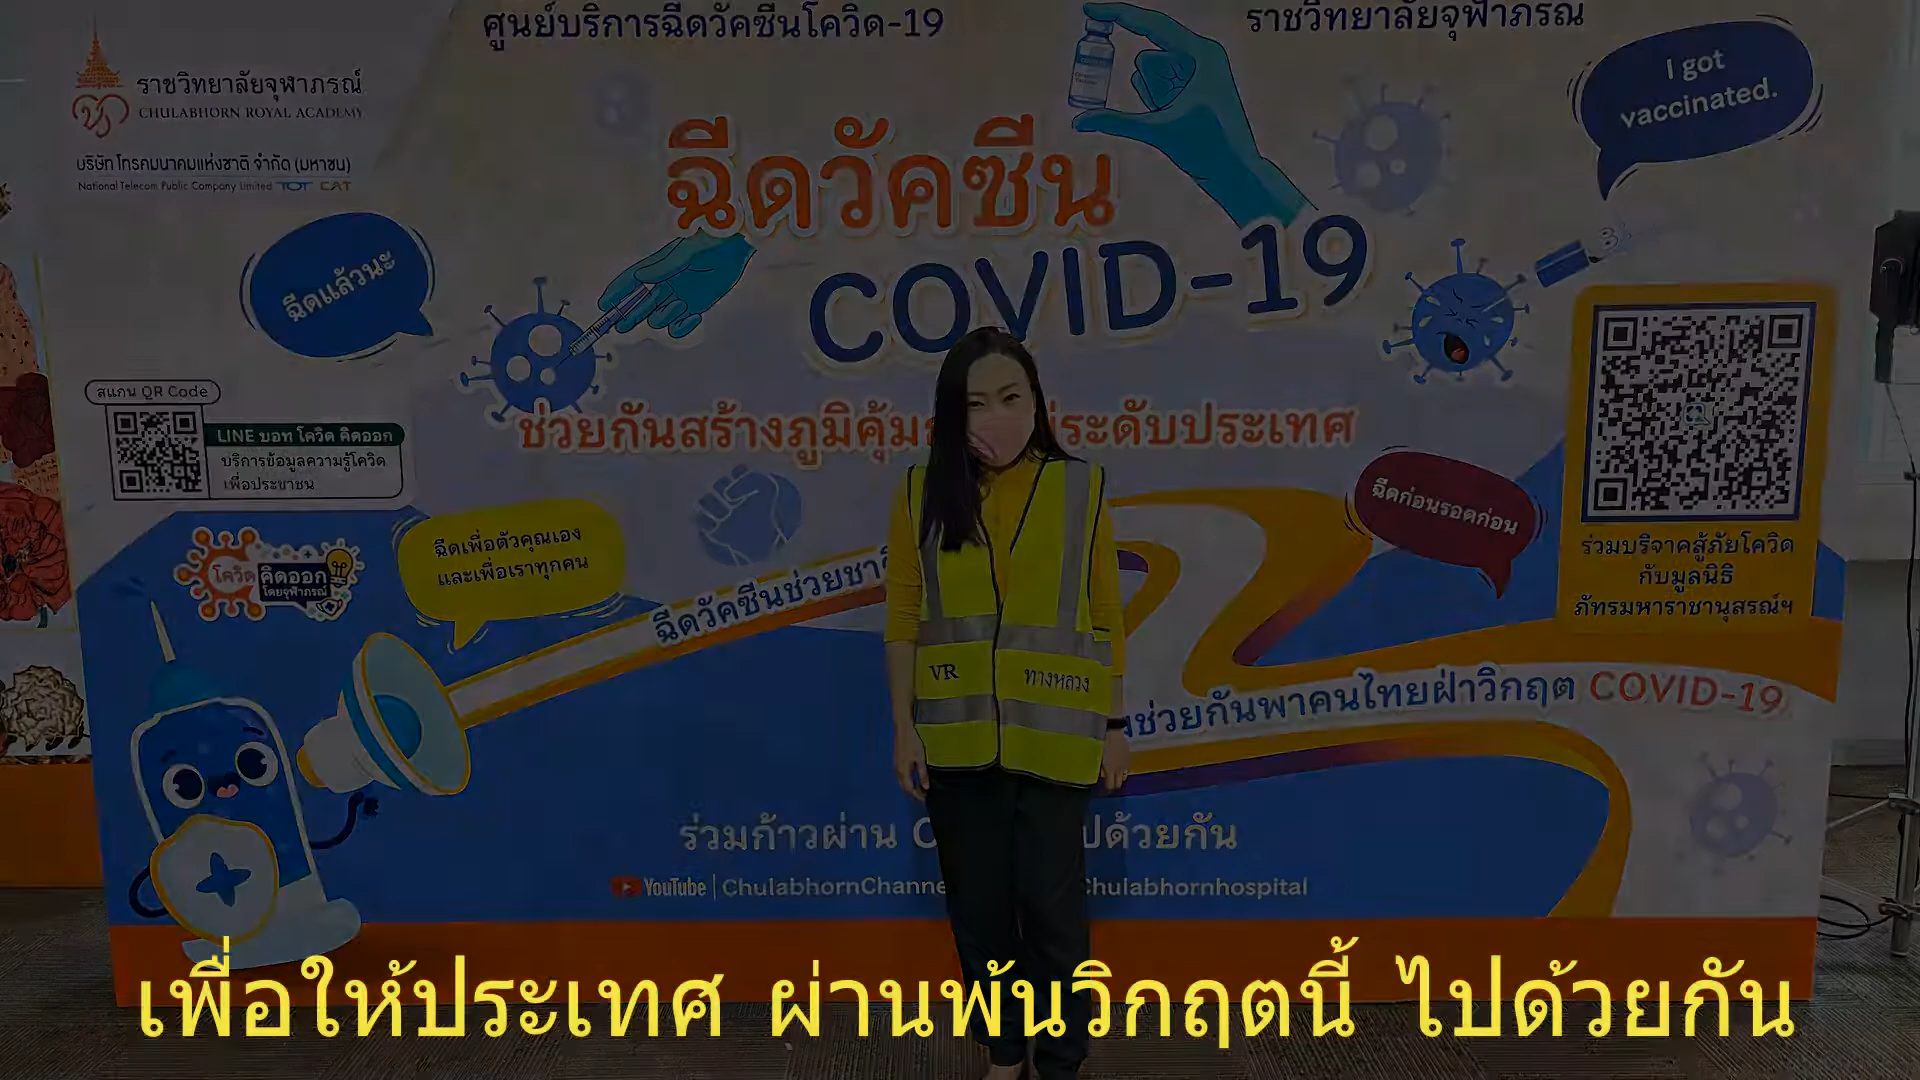 ศูนย์บริการฉีดวัคซีนโควิด-19
ราชวิทยาลัยจุฬาภรณ์
ราชวิทยาลัยจุฬาภรณ์
CHULABHORN ROYAL ACADEMY
บริษัท โทรคมนาคมแห่งชาติ จำกัด (มหาชน)
National Telecom Public Company Limited TOT CAT
I got
vaccinated.
ฉีดวัคซีน
COVID-19
ฉีดแล้วนะ
สแกน QR Code
LINE บอท โควิด คิดออก
บริการข้อมูลความรู้โควิด
เพื่อประชาชน
ช่วยกันสร้างภูมิคุ้ม
ระดับประเทศ
ฉีดก่อนรอดก่อน
ร่วมบริจาคสู้ภัยโควิด
กับมูลนิธิ
ภัทรมหาราชานุสรณ์ฯ
โควิด คิดออก
โดยจุฬาภรณ์
ฉีดเพื่อตัวคุณเอง
และเพื่อเราทุกคน
ฉีดวัคซีนช่วยชา
VR ทางหลวง
ช่วยกันพาคนไทยฝ่าวิกฤต COVID-19
ร่วมก้าวผ่าน C
ปด้วยกัน
YouTube | ChulabhornChanne
Chulabhornhospital
เพื่อให้ประเทศ ผ่านพ้นวิกฤตนี้ ไปด้วยกัน